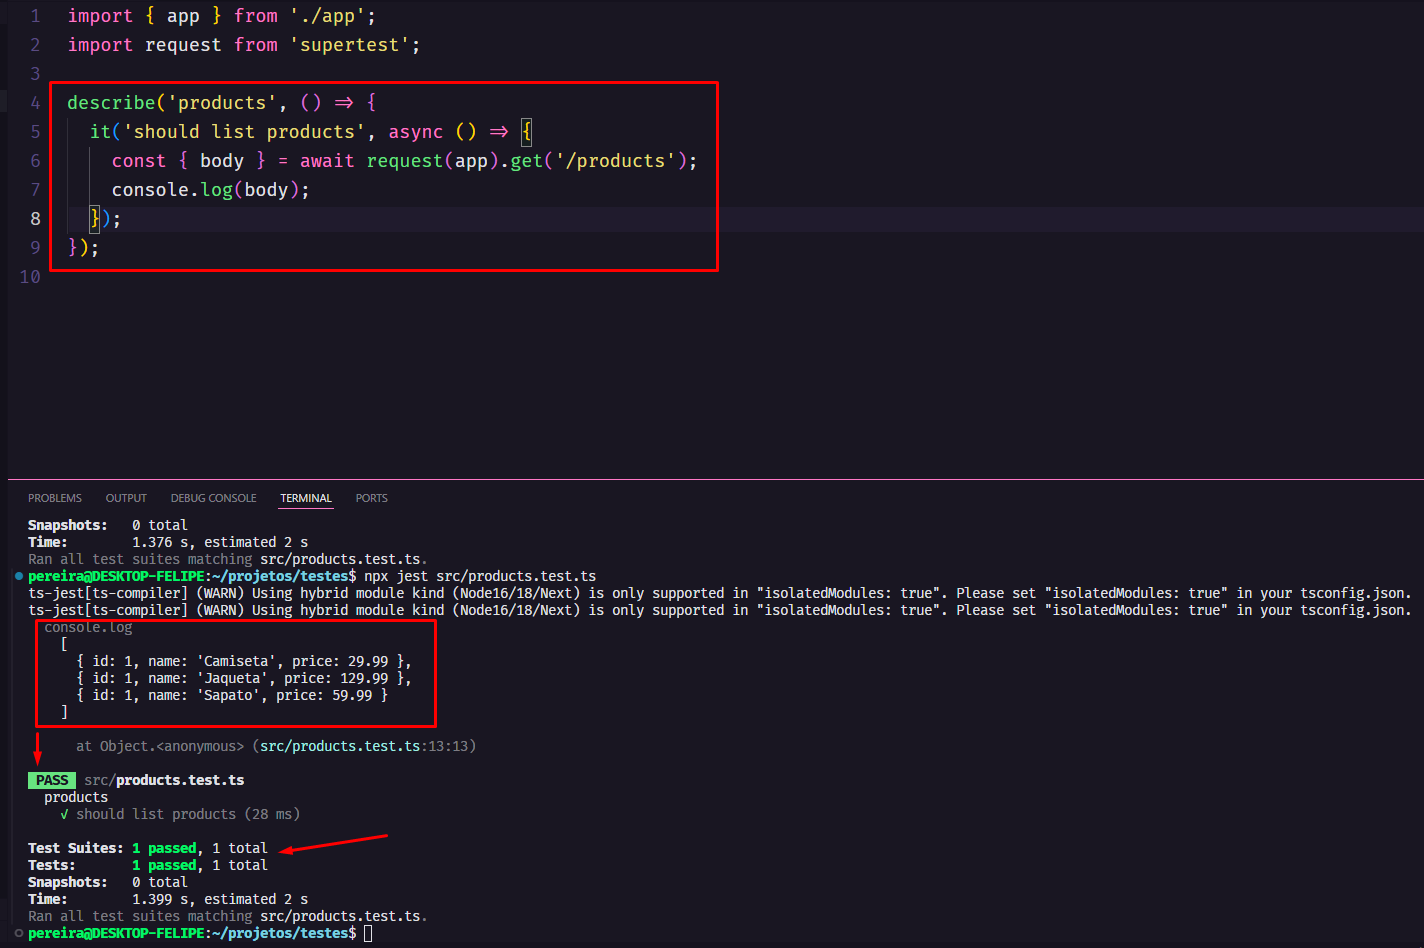 1 import { app } from './app';
2 import request from 'supertest';
3
4 describe('products', () => {
5 it('should list products', async () => {
6 const { body } = await request(app).get('/products');
7 console.log(body);
8 });
9 });
10
PROBLEMS OUTPUT DEBUG CONSOLE TERMINAL PORTS
Snapshots: 0 total
Time: 1.376 s, estimated 2 s
Ran all test suites matching src/products.test.ts.
pereira@DESKTOP-FELIPE:~/projetos/testes$ npx jest src/products.test.ts
ts-jest[ts-compiler] (WARN) Using hybrid module kind (Node16/18/Next) is only supported in "isolatedModules: true". Please set "isolatedModules: true" in your tsconfig.json.
ts-jest[ts-compiler] (WARN) Using hybrid module kind (Node16/18/Next) is only supported in "isolatedModules: true". Please set "isolatedModules: true" in your tsconfig.json.
console.log
[
{ id: 1, name: 'Camiseta', price: 29.99 },
{ id: 1, name: 'Jaqueta', price: 129.99 },
{ id: 1, name: 'Sapato', price: 59.99 }
]
at Object.<anonymous> (src/products.test.ts:13:13)
PASS src/products.test.ts
products
√ should list products (28 ms)
Test Suites: 1 passed, 1 total
Tests: 1 passed, 1 total
Snapshots: 0 total
Time: 1.399 s, estimated 2 s
Ran all test suites matching src/products.test.ts.
pereira@DESKTOP-FELIPE:~/projetos/testes$